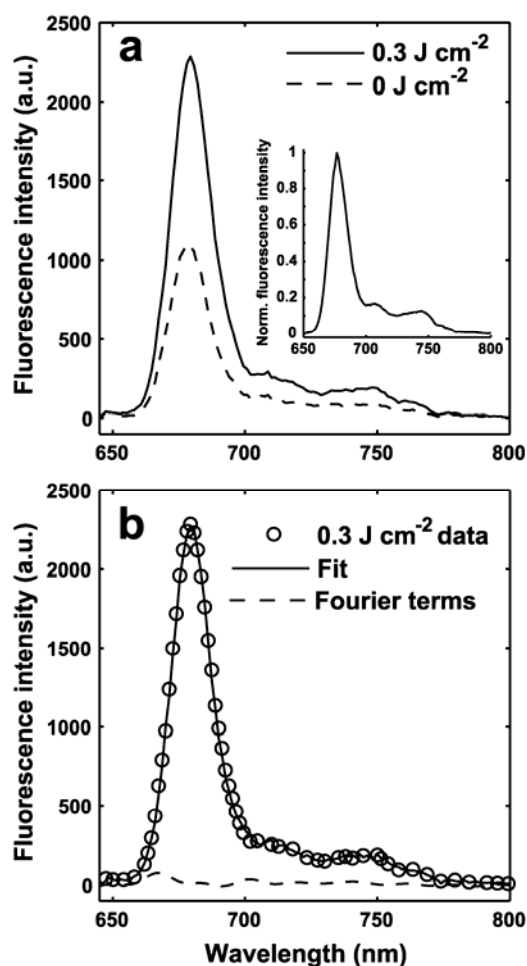 a
0.3 J cm-2
0 J cm-2
Fluorescence intensity (a.u.)
2500
2000
1500
1000
500
0
650
700
750
800
Norm. fluorescence intensity
1
0.8
0.6
0.4
0.2
0
650
700
750
800
b
0.3 J cm-2 data
Fit
Fourier terms
Fluorescence intensity (a.u.)
2500
2000
1500
1000
500
0
650
700
750
800
Wavelength (nm)